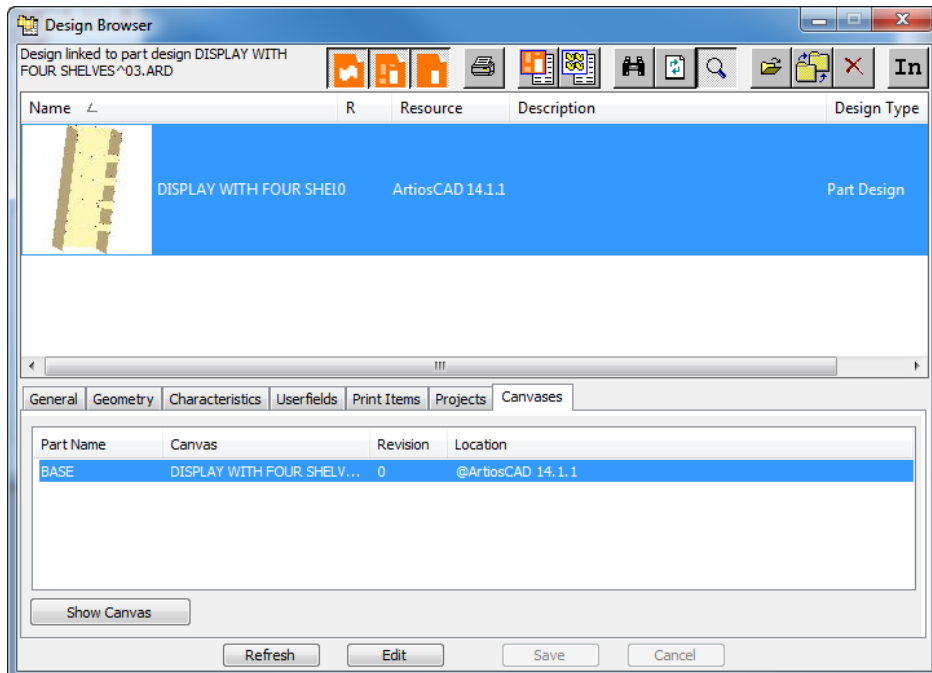 Design Browser
Design linked to part design DISPLAY WITH
FOUR SHELVES^03.ARD
In
Name R Resource Description Design Type
DISPLAY WITH FOUR SHEL0 ArtiosCAD 14.1.1 Part Design
General Geometry Characteristics Userfields Print Items Projects Canvases
Part Name Canvas Revision Location
BASE DISPLAY WITH FOUR SHELV... 0 @ArtiosCAD 14.1.1
Show Canvas
Refresh Edit Save Cancel